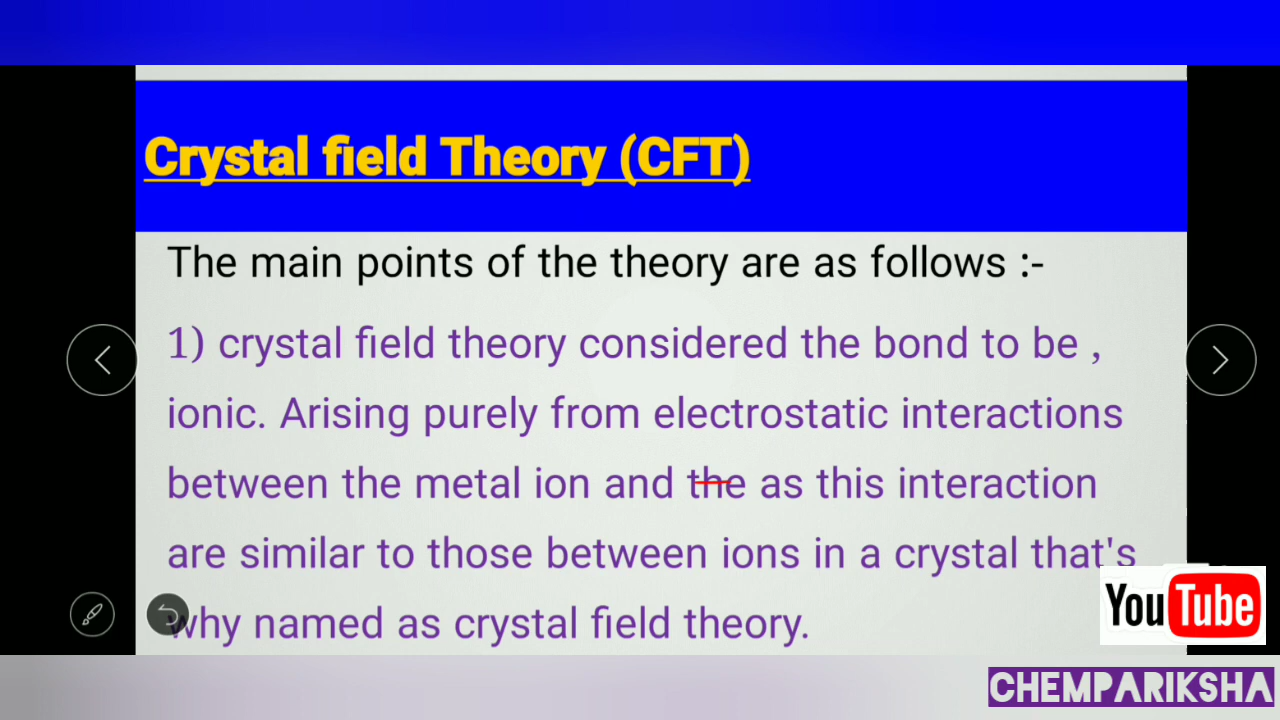 Crystal field Theory (CFT)
The main points of the theory are as follows :-
1) crystal field theory considered the bond to be ,
ionic. Arising purely from electrostatic interactions
between the metal ion and the as this interaction
are similar to those between ions in a crystal that's
why named as crystal field theory.
YouTube
CHEMPARIKSHA